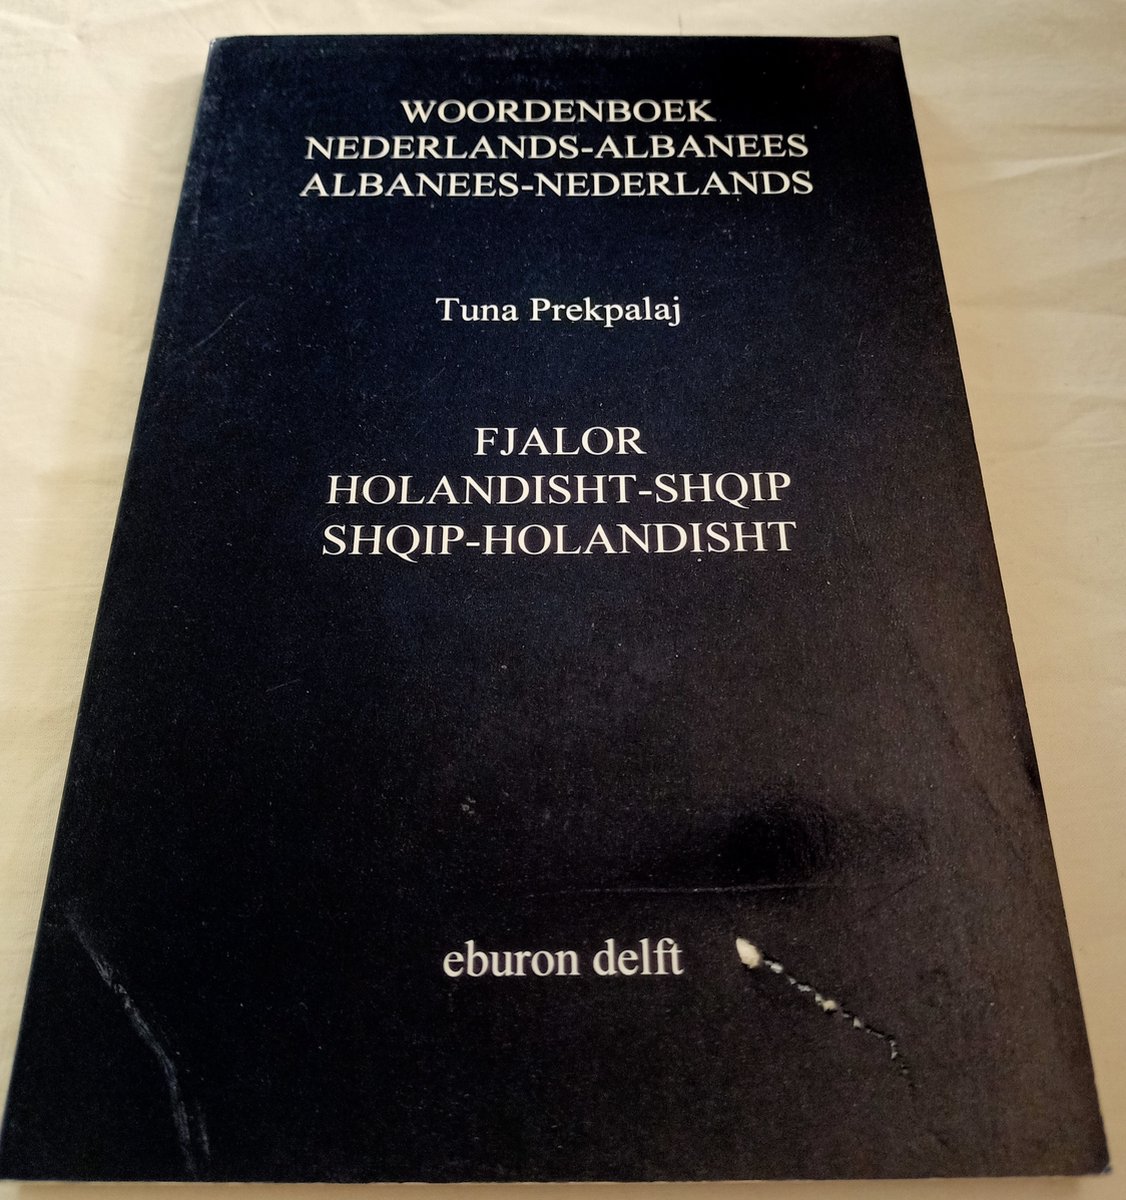 WOORDENBOEK
NEDERLANDS-ALBANEES
ALBANEES-NEDERLANDS
Tuna Prekpalaj
FJALOR
HOLANDISHT-SHQIP
SHQIP-HOLANDISHT
eburon delft